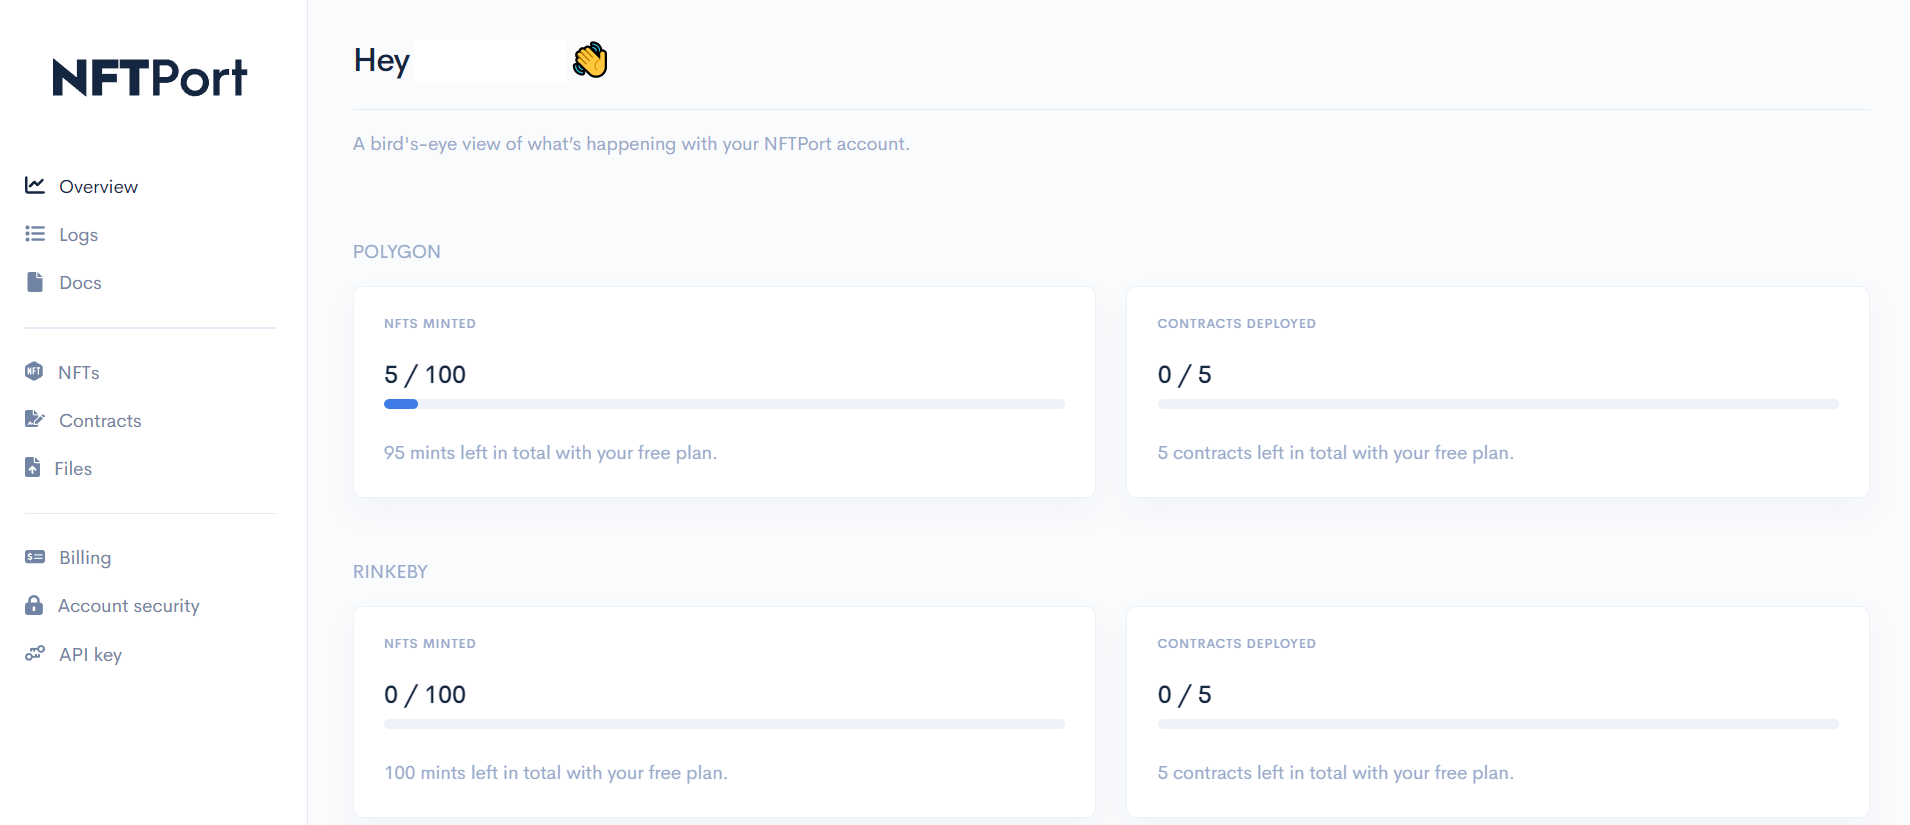 NFTPort
Overview
Logs
Docs
NFT
NFTs
Contracts
Files
Billing
Account security
API key
Hey 👋
A bird's-eye view of what’s happening with your NFTPort account.
POLYGON
NFTS MINTED
5 / 100
95 mints left in total with your free plan.
CONTRACTS DEPLOYED
0 / 5
5 contracts left in total with your free plan.
RINKEBY
NFTS MINTED
0 / 100
100 mints left in total with your free plan.
CONTRACTS DEPLOYED
0 / 5
5 contracts left in total with your free plan.